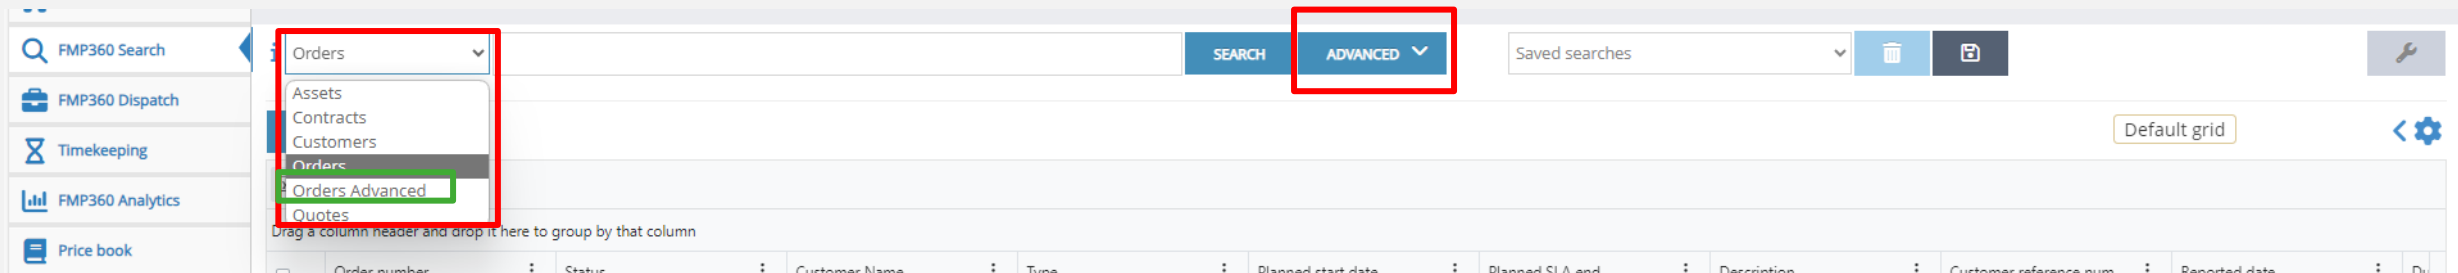 FMP360 Search
FMP360 Dispatch
Timekeeping
FMP360 Analytics
Price book
Orders
SEARCH
ADVANCED
Saved searches
Assets
Contracts
Customers
Orders
Orders Advanced
Quotes
Default grid
Drag a column header and drop it here to group by that column
Order number
Status
Customer Name
Type
Planned start date
Planned SLA end
Description
Customer reference num
Reported date